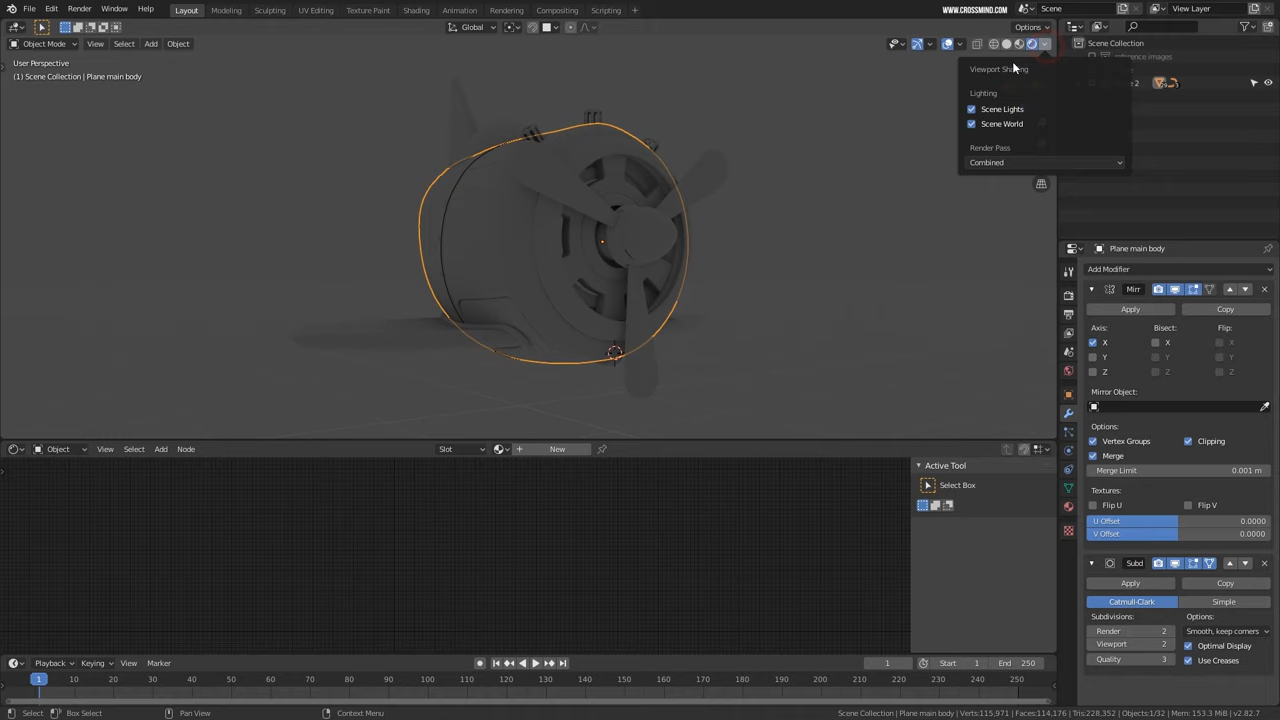 File Edit Render Window Help
Layout Modeling Sculpting UV Editing Texture Paint Shading Animation Rendering Compositing Scripting +
WWW.CROSSMIND.COM
Scene
View Layer
Global
Options
Object Mode View Select Add Object
User Perspective
(1) Scene Collection | Plane main body
Viewport
Lighting
Scene Lights
Scene World
Render Pass
Combined
Scene Collection
reference images
2
Plane main body
Add Modifier
Mirr
Apply Copy
Axis: Bisect: Flip:
X X X
Y Y Y
Z Z Z
Mirror Object:
Options:
Vertex Groups Clipping
Merge
Merge Limit 0.001 m
Textures:
Flip U Flip V
U Offset 0.0000
V Offset 0.0000
Subd
Apply Copy
Catmull-Clark Simple
Subdivisions: Options:
Render 2 Smooth, keep corners
Viewport 2 Optimal Display
Quality 3 Use Creases
Object View Select Add Node Slot + New
Active Tool
Select Box
Playback Keying View Marker 1 Start 1 End 250
1 10 20 30 40 50 60 70 80 90 100 110 120 130 140 150 160 170 180 190 200 210 220 230 240 250
Select Box Select Pan View Context Menu
Scene Collection | Plane main body | Verts:115,971 | Faces:114,176 | Tris:228,352 | Objects:1/32 | Mem: 153.3 MiB | v2.82.7